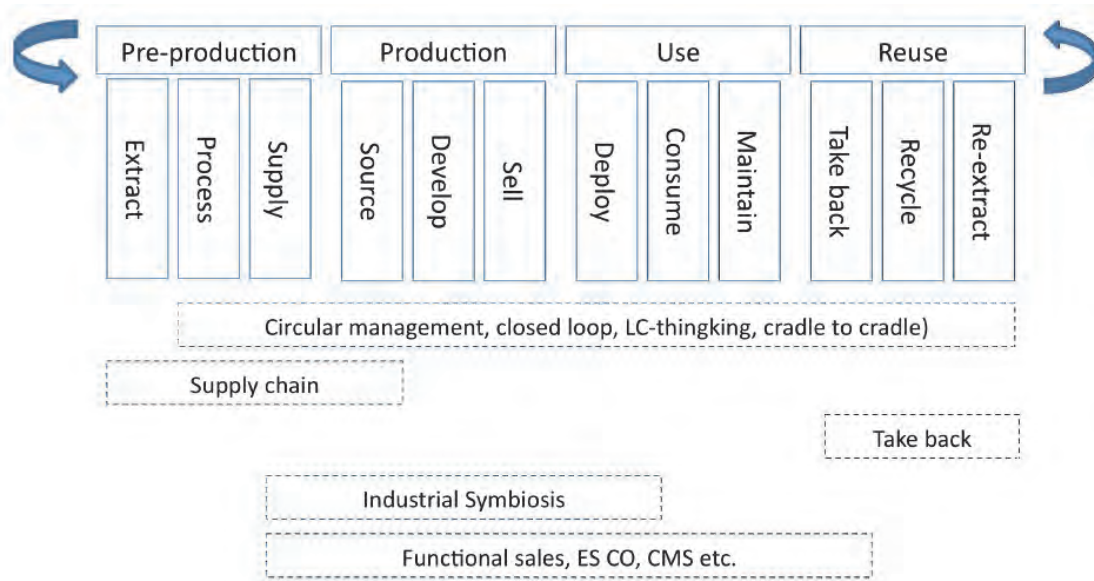 Pre-production
Production
Use
Reuse
Extract
Process
Supply
Source
Develop
Sell
Deploy
Consume
Maintain
Take back
Recycle
Re-extract
Circular management, closed loop, LC-thingking, cradle to cradle)
Supply chain
Take back
Industrial Symbiosis
Functional sales, ES CO, CMS etc.